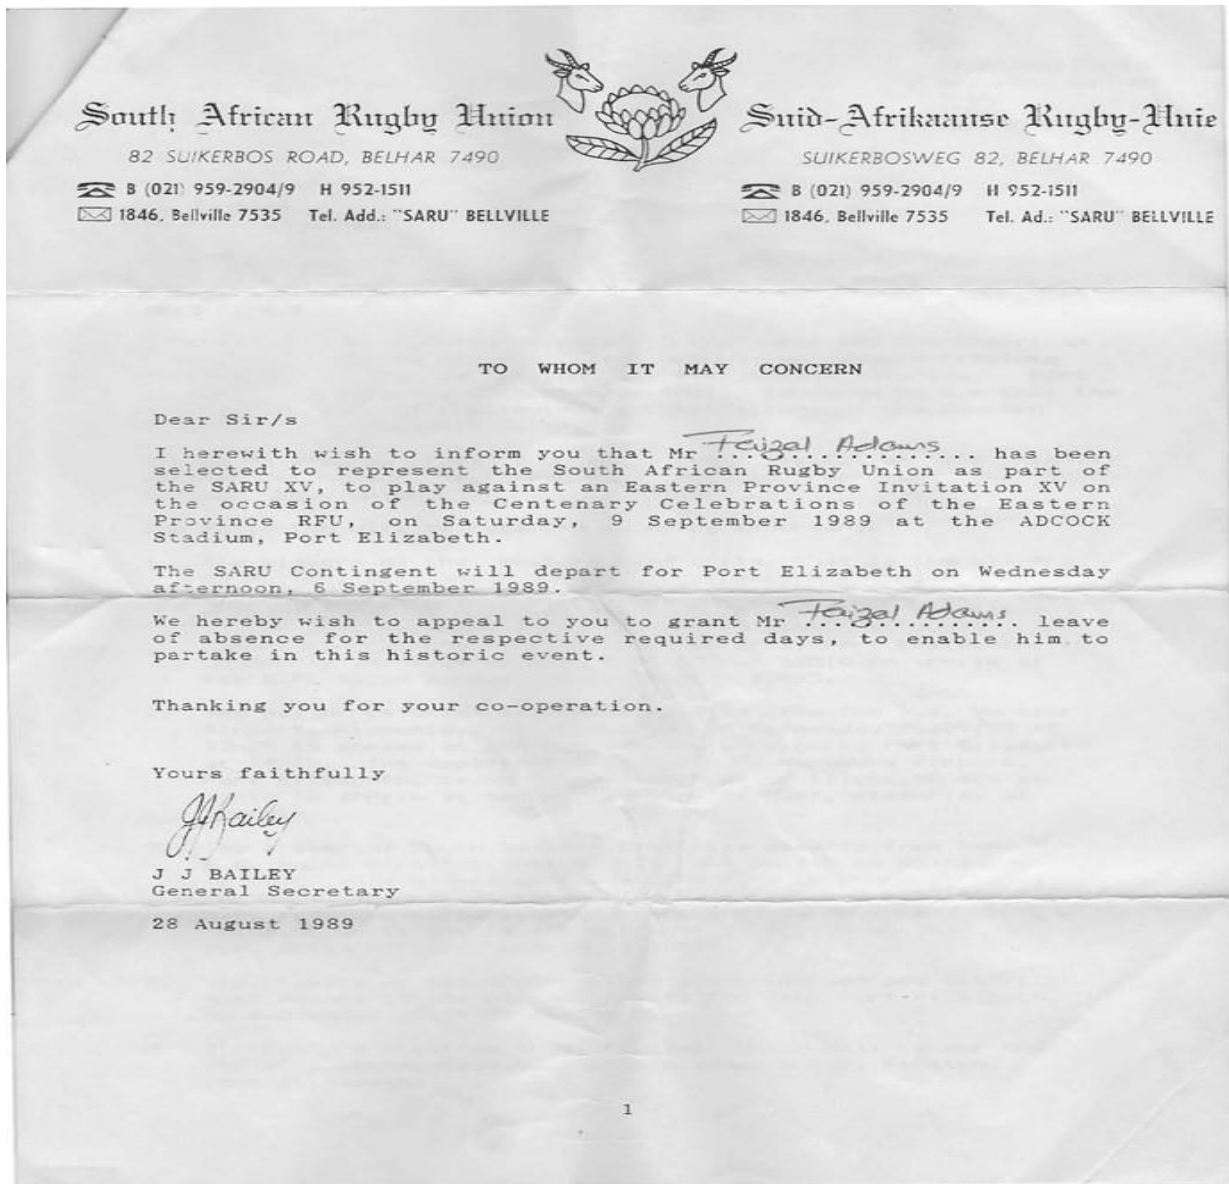 South African Rugby Union
82 SUIKERBOS ROAD, BELHAR 7490
B (021) 959-2904/9 H 952-1511
1846, Bellville 7535 Tel. Add.: "SARU" BELLVILLE
Suid-Afrikaanse Rugby-Unie
SUIKERBOSWEG 82, BELHAR 7490
B (021) 959-2904/9 H 952-1511
1846, Bellville 7535 Tel. Ad.: "SARU" BELLVILLE
TO WHOM IT MAY CONCERN
Dear Sir/s
I herewith wish to inform you that Mr Faizal Adams has been
selected to represent the South African Rugby Union as part of
the SARU XV, to play against an Eastern Province Invitation XV on
the occasion of the Centenary Celebrations of the Eastern
Province RFU, on Saturday, 9 September 1989 at the ADCOCK
Stadium, Port Elizabeth.
The SARU Contingent will depart for Port Elizabeth on Wednesday
afternoon, 6 September 1989.
We hereby wish to appeal to you to grant Mr Faizal Adams. leave
of absence for the respective required days, to enable him to
partake in this historic event.
Thanking you for your co-operation.
Yours faithfully
JJBailey
J J BAILEY
General Secretary
28 August 1989
1